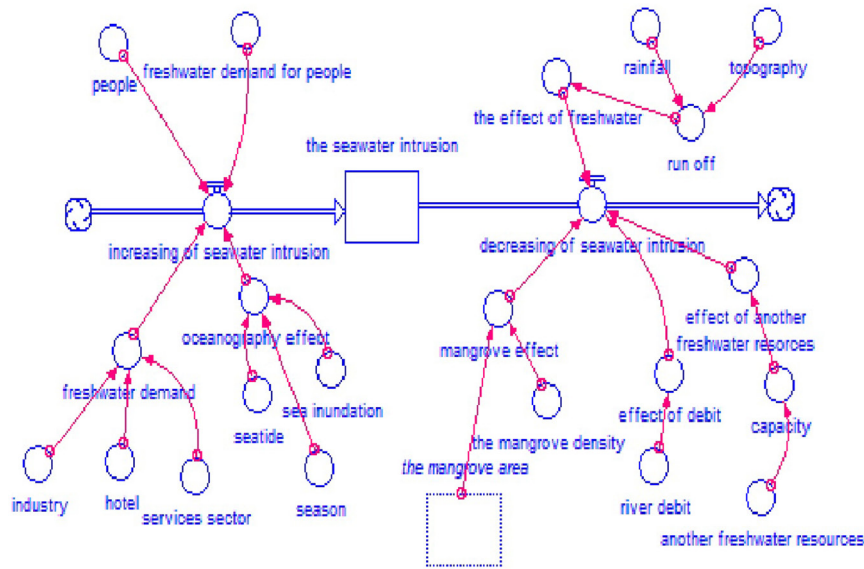 people
freshwater demand for people
rainfall
topography
the effect of freshwater
run off
the seawater intrusion
increasing of seawater intrusion
decreasing of seawater intrusion
oceanography effect
mangrove effect
effect of another
freshwater resorces
freshwater demand
sea inundation
seatide
the mangrove density
effect of debit
capacity
the mangrove area
industry
hotel
services sector
season
river debit
another freshwater resources